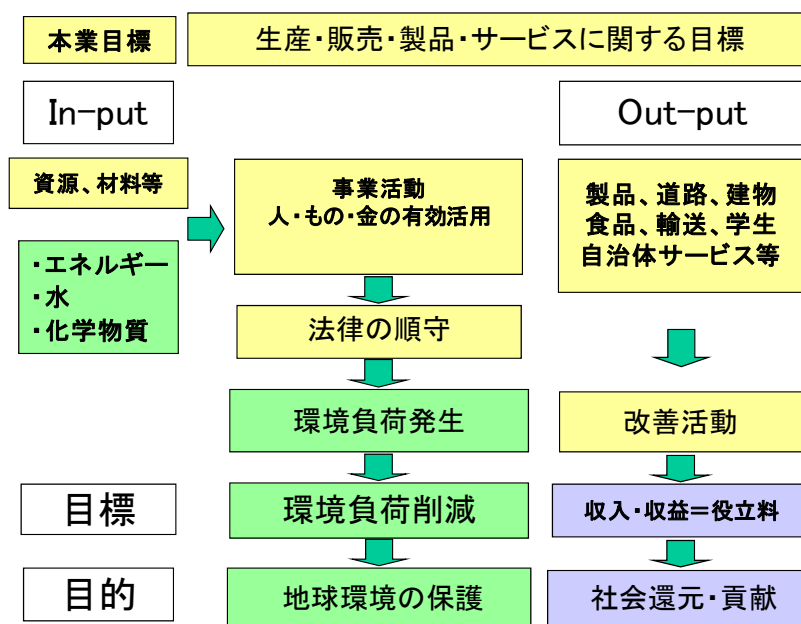 本業目標
生産・販売・製品・サービスに関する目標
In-put
Out-put
資源、材料等
・エネルギー
・水
・化学物質
事業活動
人・もの・金の有効活用
製品、道路、建物
食品、輸送、学生
自治体サービス等
法律の順守
環境負荷発生
改善活動
目標
環境負荷削減
収入・収益=役立料
目的
地球環境の保護
社会還元・貢献